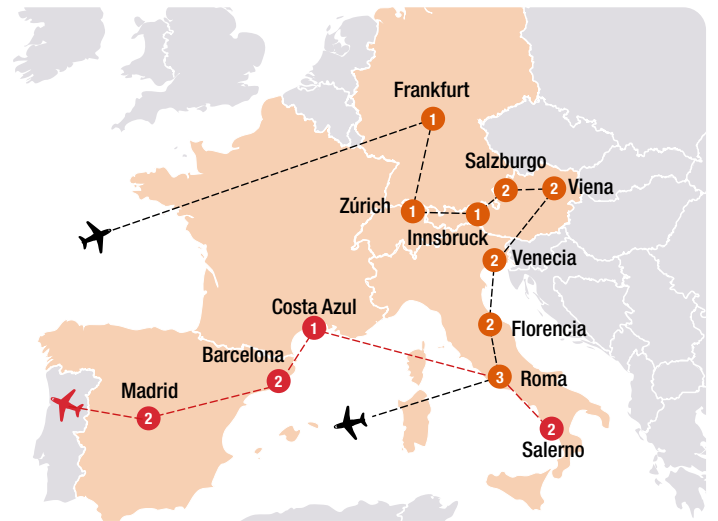 Frankfurt
1
Salzburgo
2
2
Viena
Zúrich
1
1
Innsbruck
2
Venecia
Costa Azul
1
2
Florencia
Barcelona
2
3
Roma
Madrid
2
2
Salerno